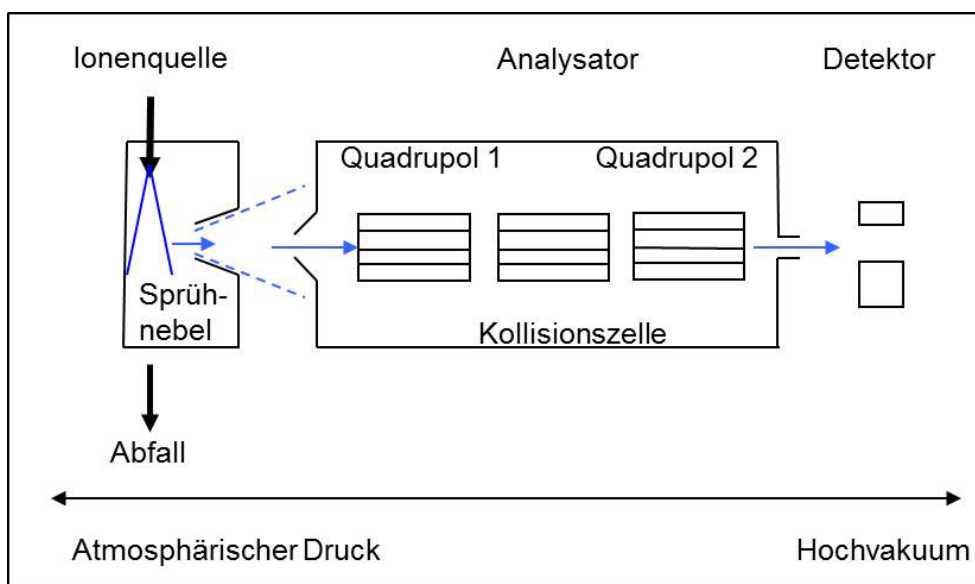 Ionenquelle
Analysator
Detektor
Quadrupol 1
Quadrupol 2
Sprüh-
nebel
Kollisionszelle
Abfall
Atmosphärischer Druck
Hochvakuum